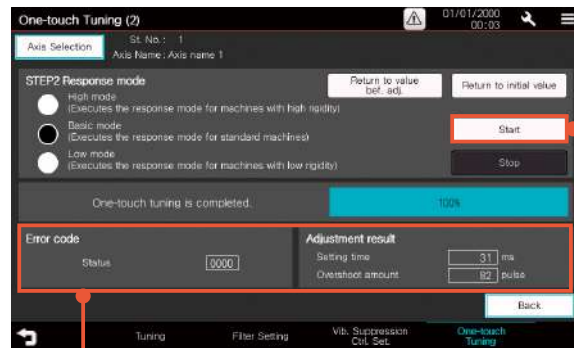 One-touch Tuning (2)
01/01/2000
00:03
Axis Selection
St. No.: 1
Axis Name: Axis name 1
STEP2 Response mode
Return to value
bef. adj.
Return to initial value
High mode
(Executes the response mode for machines with high rigidity)
Basic mode
(Executes the response mode for standard machines)
Start
Low mode
(Executes the response mode for machines with low rigidity)
Stop
One-touch tuning is completed.
100%
Error code
Status
0000
Adjustment result
Setting time
31 ms
Overshoot amount
82 pulse
Back
Tuning
Filter Setting
Vib. Suppression
Ctrl. Set.
One-touch
Tuning